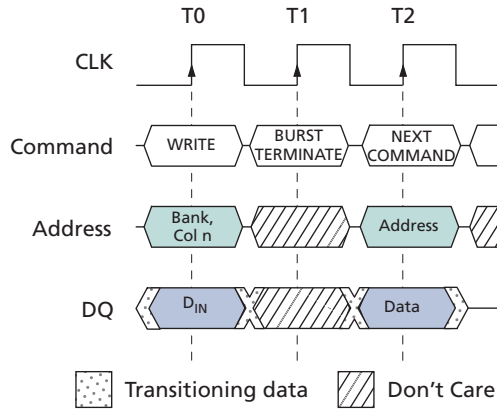 T0 T1 T2
CLK
Command WRITE BURST TERMINATE NEXT COMMAND
Address Bank, Col n Address
DQ DIN Data
Transitioning data Don't Care